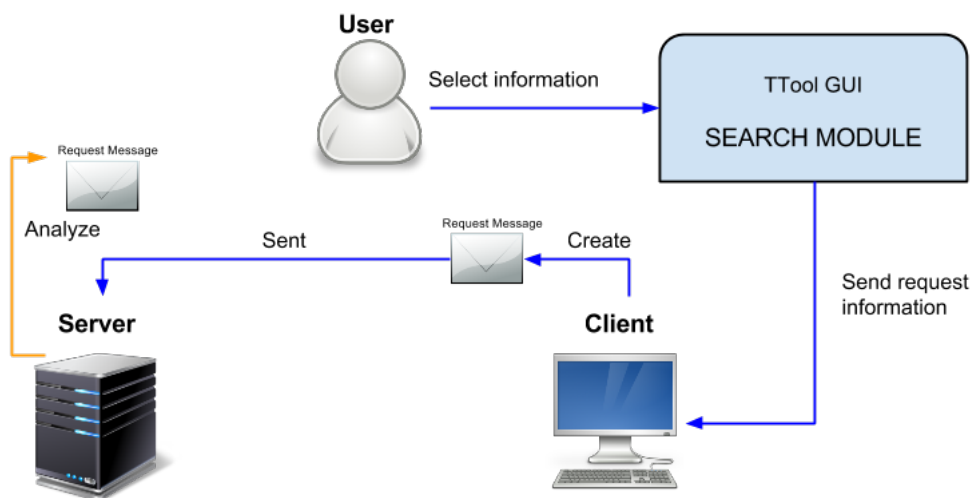 User
Select information
TTool GUI
SEARCH MODULE
Request Message
Analyze
Request Message
Sent
Create
Send request
information
Server
Client